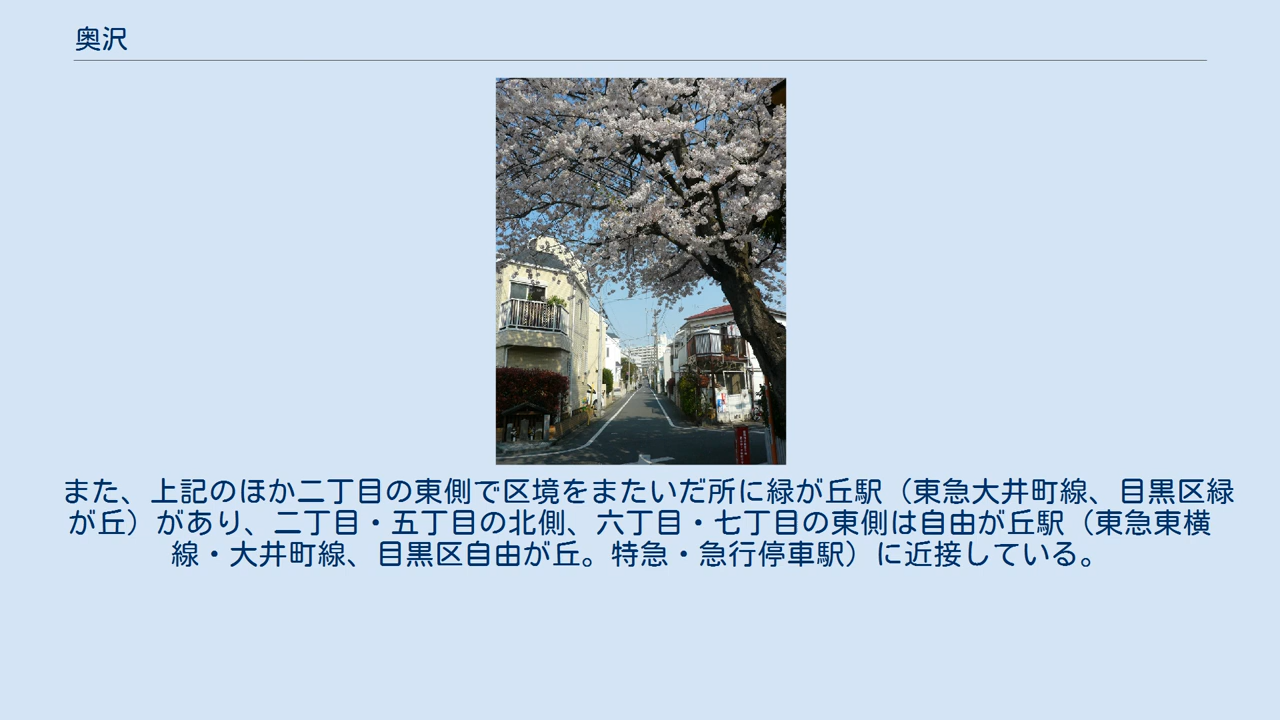 奥沢
また、上記のほか二丁目の東側で区境をまたいだ所に緑が丘駅（東急大井町線、目黒区緑
が丘）があり、二丁目・五丁目の北側、六丁目・七丁目の東側は自由が丘駅（東急東横
線・大井町線、目黒区自由が丘。特急・急行停車駅）に近接している。